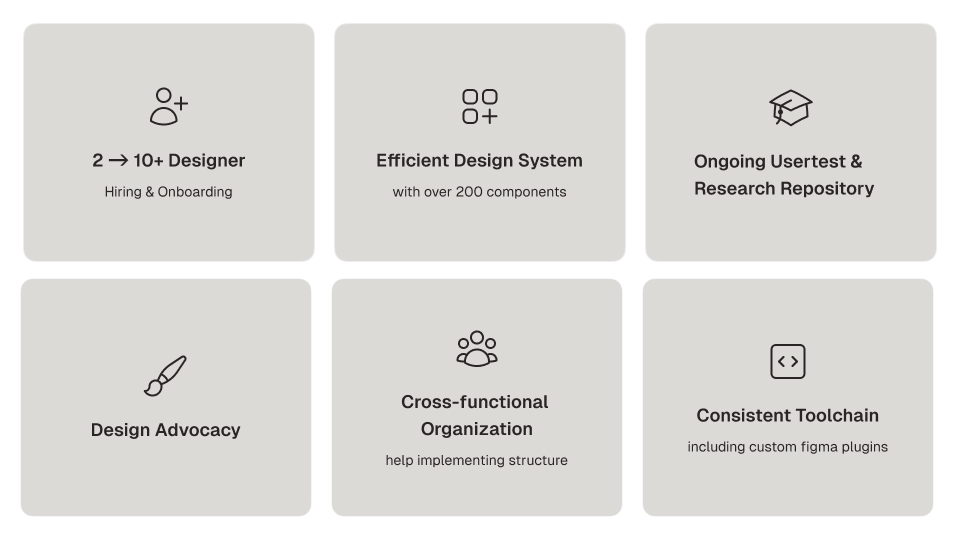 2 → 10+ Designer
Hiring & Onboarding
Efficient Design System
with over 200 components
Ongoing Usertest &
Research Repository
Design Advocacy
Cross-functional
Organization
help implementing structure
Consistent Toolchain
including custom figma plugins